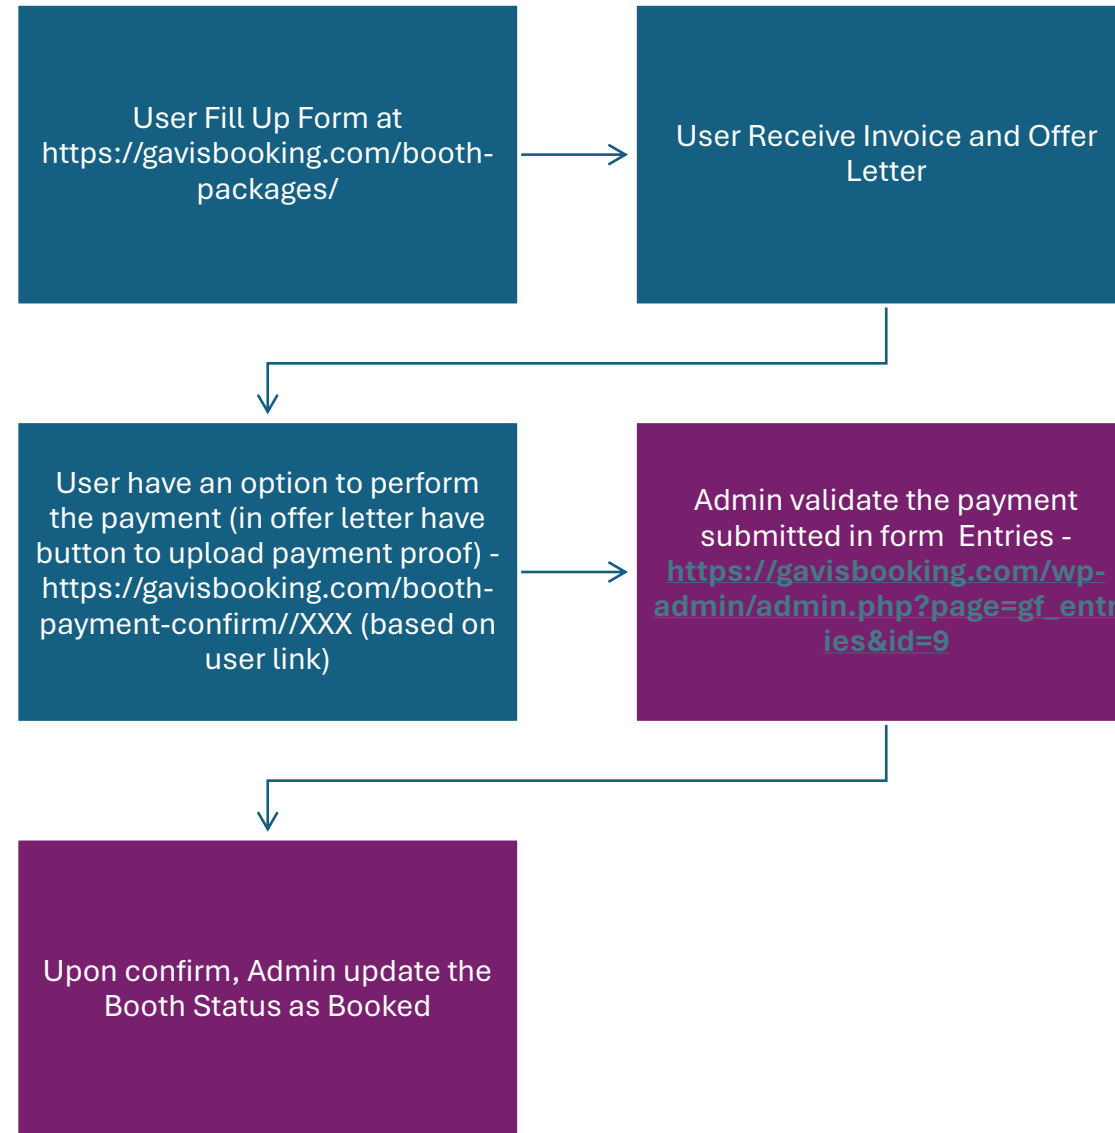 User Fill Up Form at
https://gavisbooking.com/booth-
packages/
User Receive Invoice and Offer
Letter
User have an option to perform
the payment (in offer letter have
button to upload payment proof) -
https://gavisbooking.com/booth-
payment-confirm//XXX (based on
user link)
Admin validate the payment
submitted in form  Entries -
https://gavisbooking.com/wp-
admin/admin.php?page=gf_entr
ies&id=9
Upon confirm, Admin update the
Booth Status as Booked